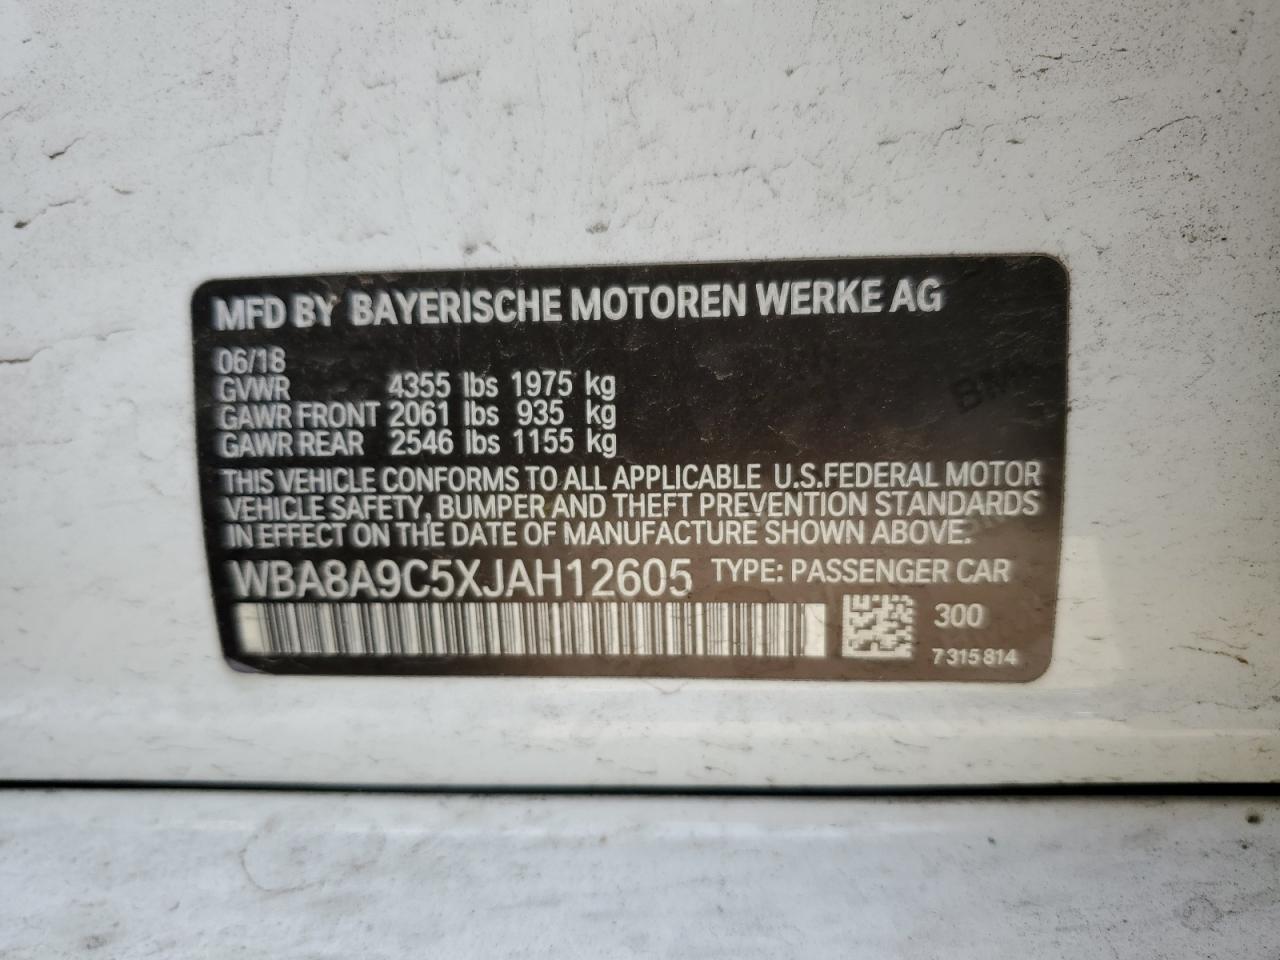 MFD BY BAYERISCHE MOTOREN WERKE AG
06/18
GVWR 4355 lbs 1975 kg
GAWR FRONT 2061 lbs 935 kg
GAWR REAR 2546 lbs 1155 kg
THIS VEHICLE CONFORMS TO ALL APPLICABLE U.S.FEDERAL MOTOR
VEHICLE SAFETY, BUMPER AND THEFT PREVENTION STANDARDS
IN EFFECT ON THE DATE OF MANUFACTURE SHOWN ABOVE.
WBA8A9C5XJAH12605 TYPE: PASSENGER CAR
300
7 315 814